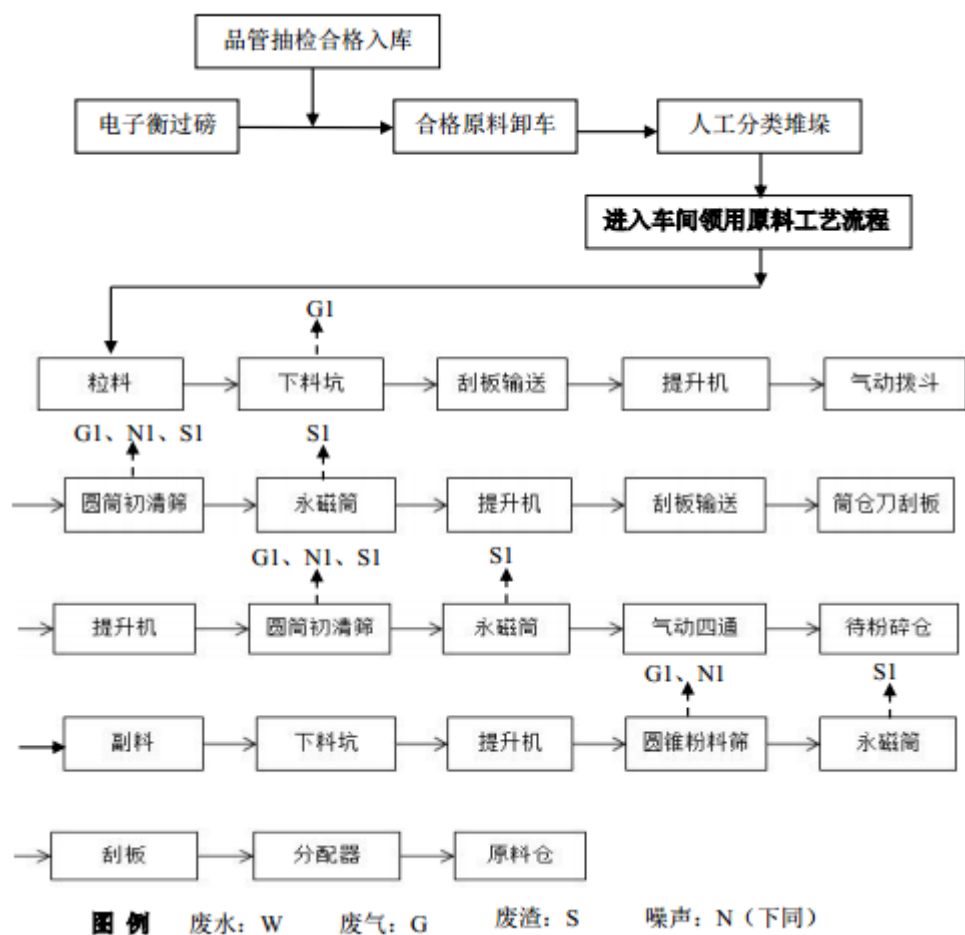 品管抽检合格入库
电子衡过磅 合格原料卸车 人工分类堆垛
进入车间领用原料工艺流程
G1
粒料 下料坑 刮板输送 提升机 气动拨斗
G1、N1、S1 S1
圆筒初清筛 永磁筒 提升机 刮板输送 筒仓刀刮板
G1、N1、S1 S1
提升机 圆筒初清筛 永磁筒 气动四通 待粉碎仓
G1、N1 S1
副料 下料坑 提升机 圆锥粉料筛 永磁筒
刮板 分配器 原料仓
图 例 废水：W 废气：G 废渣：S 噪声：N（下同）